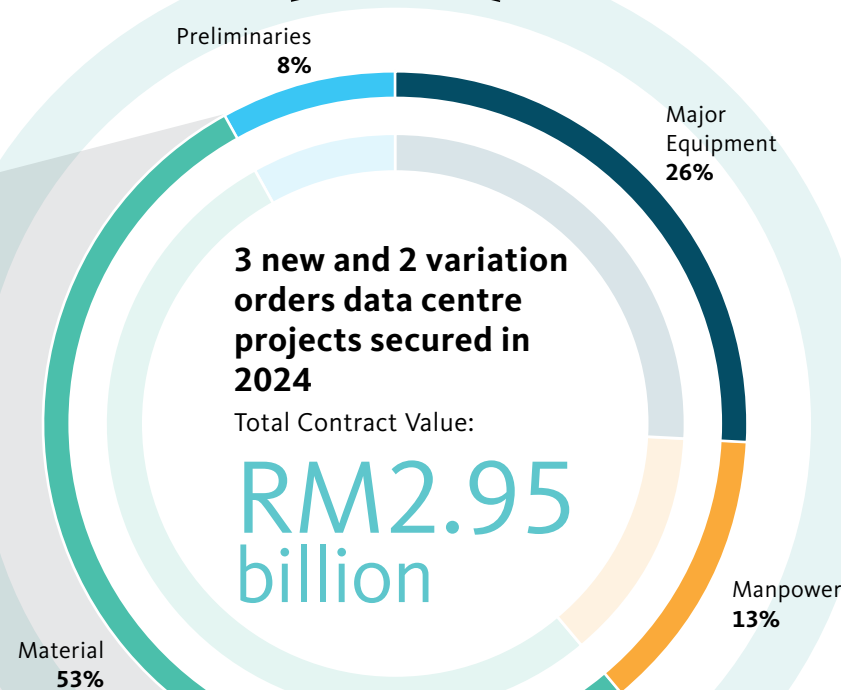 Preliminaries
8%
Major
Equipment
26%
3 new and 2 variation
orders data centre
projects secured in
2024
Total Contract Value:
RM2.95
billion
Manpower
13%
Material
53%